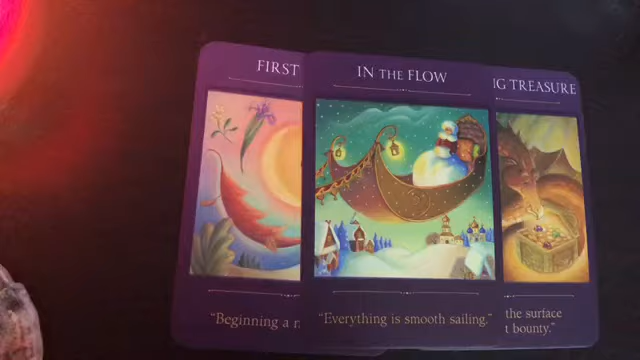 FIRST
IN THE FLOW
G TREASURE
"Beginning a
"Everything is smooth sailing."
the surface
t bounty."